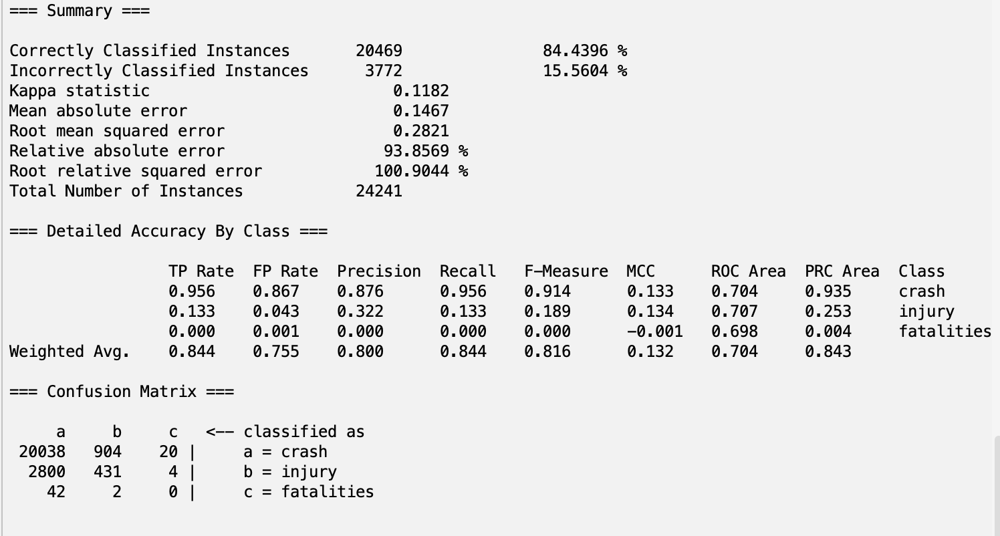 === Summary ===
Correctly Classified Instances 20469 84.4396 %
Incorrectly Classified Instances 3772 15.5604 %
Kappa statistic 0.1182
Mean absolute error 0.1467
Root mean squared error 0.2821
Relative absolute error 93.8569 %
Root relative squared error 100.9044 %
Total Number of Instances 24241
=== Detailed Accuracy By Class ===
TP Rate FP Rate Precision Recall F-Measure MCC ROC Area PRC Area Class
0.956 0.867 0.876 0.956 0.914 0.133 0.704 0.935 crash
0.133 0.043 0.322 0.133 0.189 0.134 0.707 0.253 injury
0.000 0.001 0.000 0.000 0.000 -0.001 0.698 0.004 fatalities
Weighted Avg. 0.844 0.755 0.800 0.844 0.816 0.132 0.704 0.843
=== Confusion Matrix ===
a b c <-- classified as
20038 904 20 | a = crash
2800 431 4 | b = injury
42 2 0 | c = fatalities